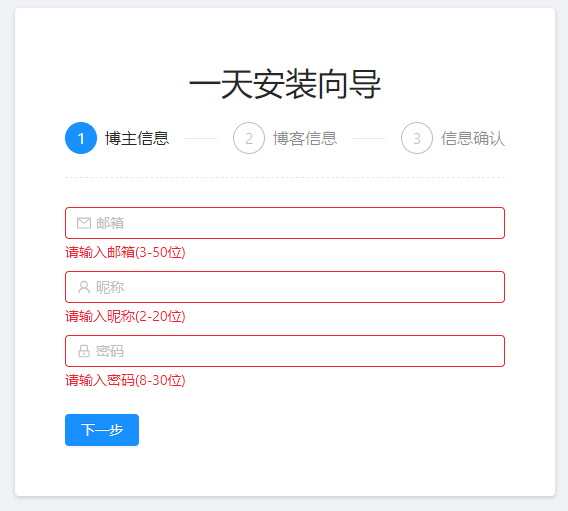 一天安装向导
1 博主信息 2 博客信息 3 信息确认
邮箱
请输入邮箱(3-50位)
昵称
请输入昵称(2-20位)
密码
请输入密码(8-30位)
下一步